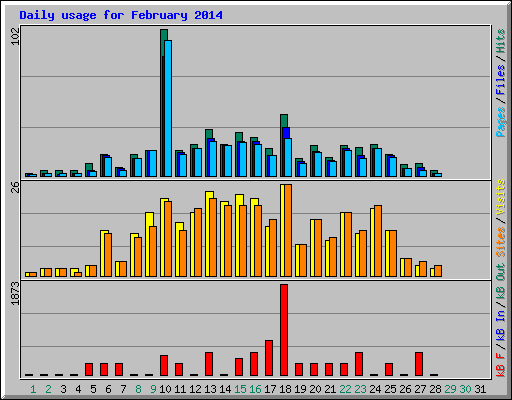 Daily usage for February 2014
102
Pages / Files / Hits
26
Sites / Visits
1873
kB F / kB In / kB Out
1 2 3 4 5 6 7 8 9 10 11 12 13 14 15 16 17 18 19 20 21 22 23 24 25 26 27 28 29 30 31